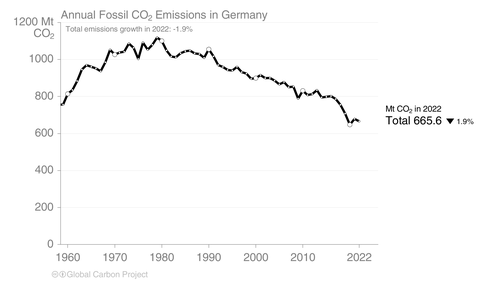 Annual Fossil CO₂ Emissions in Germany
Total emissions growth in 2022: -1.9%
1200 Mt
CO₂
1000
800
600
400
200
0
1960
1970
1980
1990
2000
2010
2022
Mt CO₂ in 2022
Total 665.6 ▼ 1.9%
Global Carbon Project